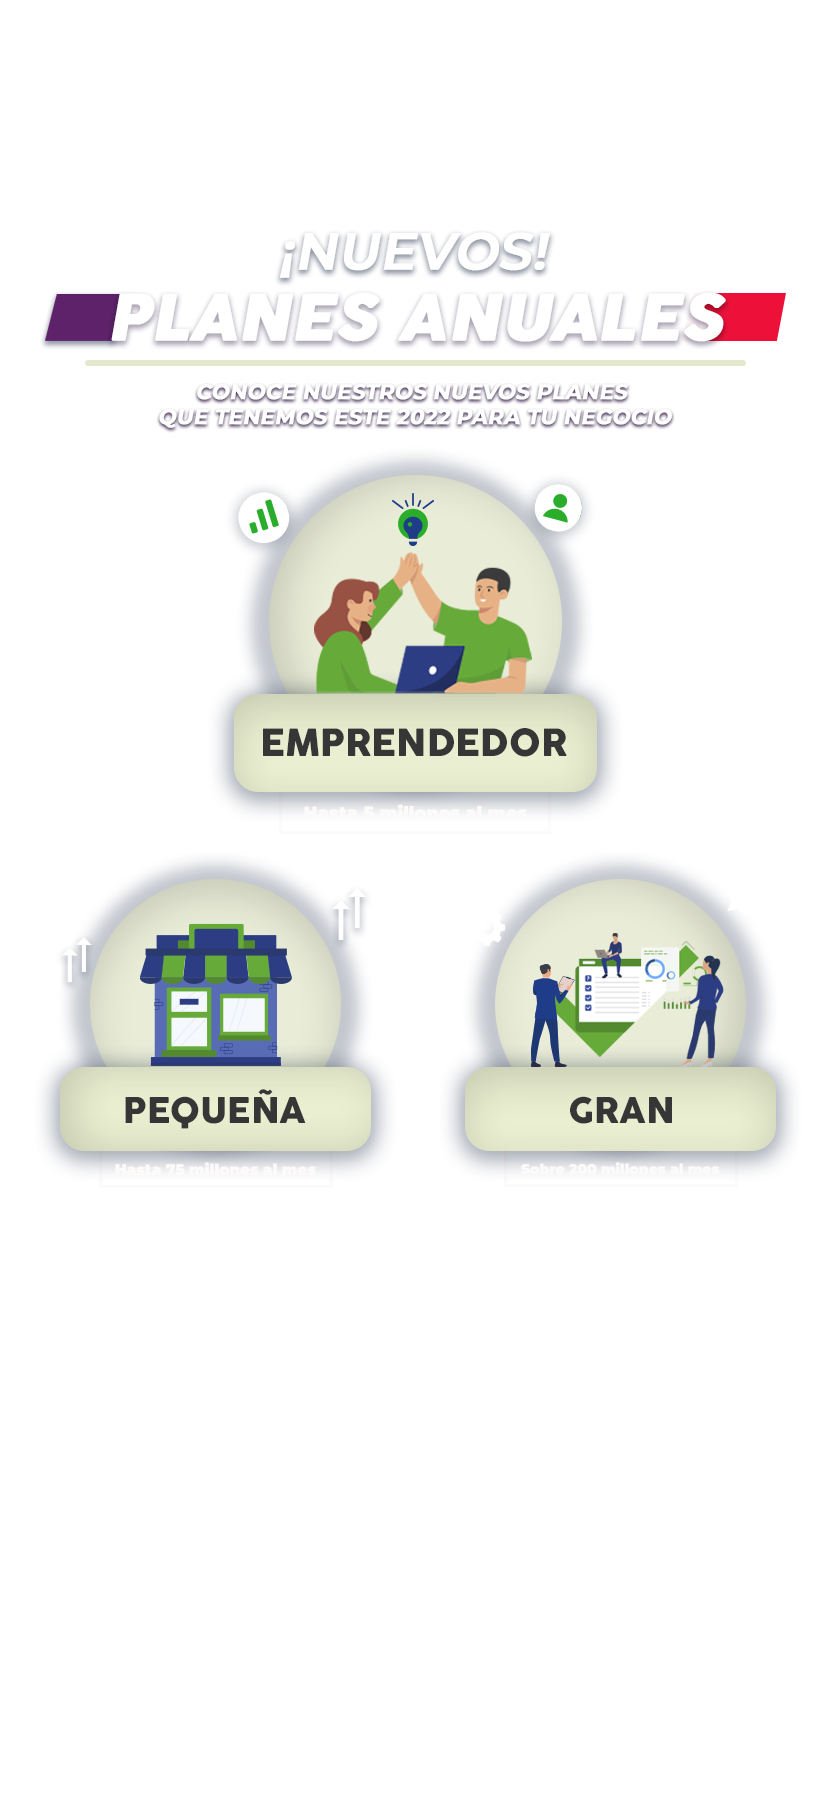 ¡NUEVOS!
PLANES ANUALES
CONOCE NUESTROS NUEVOS PLANES
QUE TENEMOS ESTE 2022 PARA TU NEGOCIO
EMPRENDEDOR
Hasta 5 millones al mes
PEQUEÑA
GRAN
Hasta 75 millones al mes
Sobre 200 millones al mes